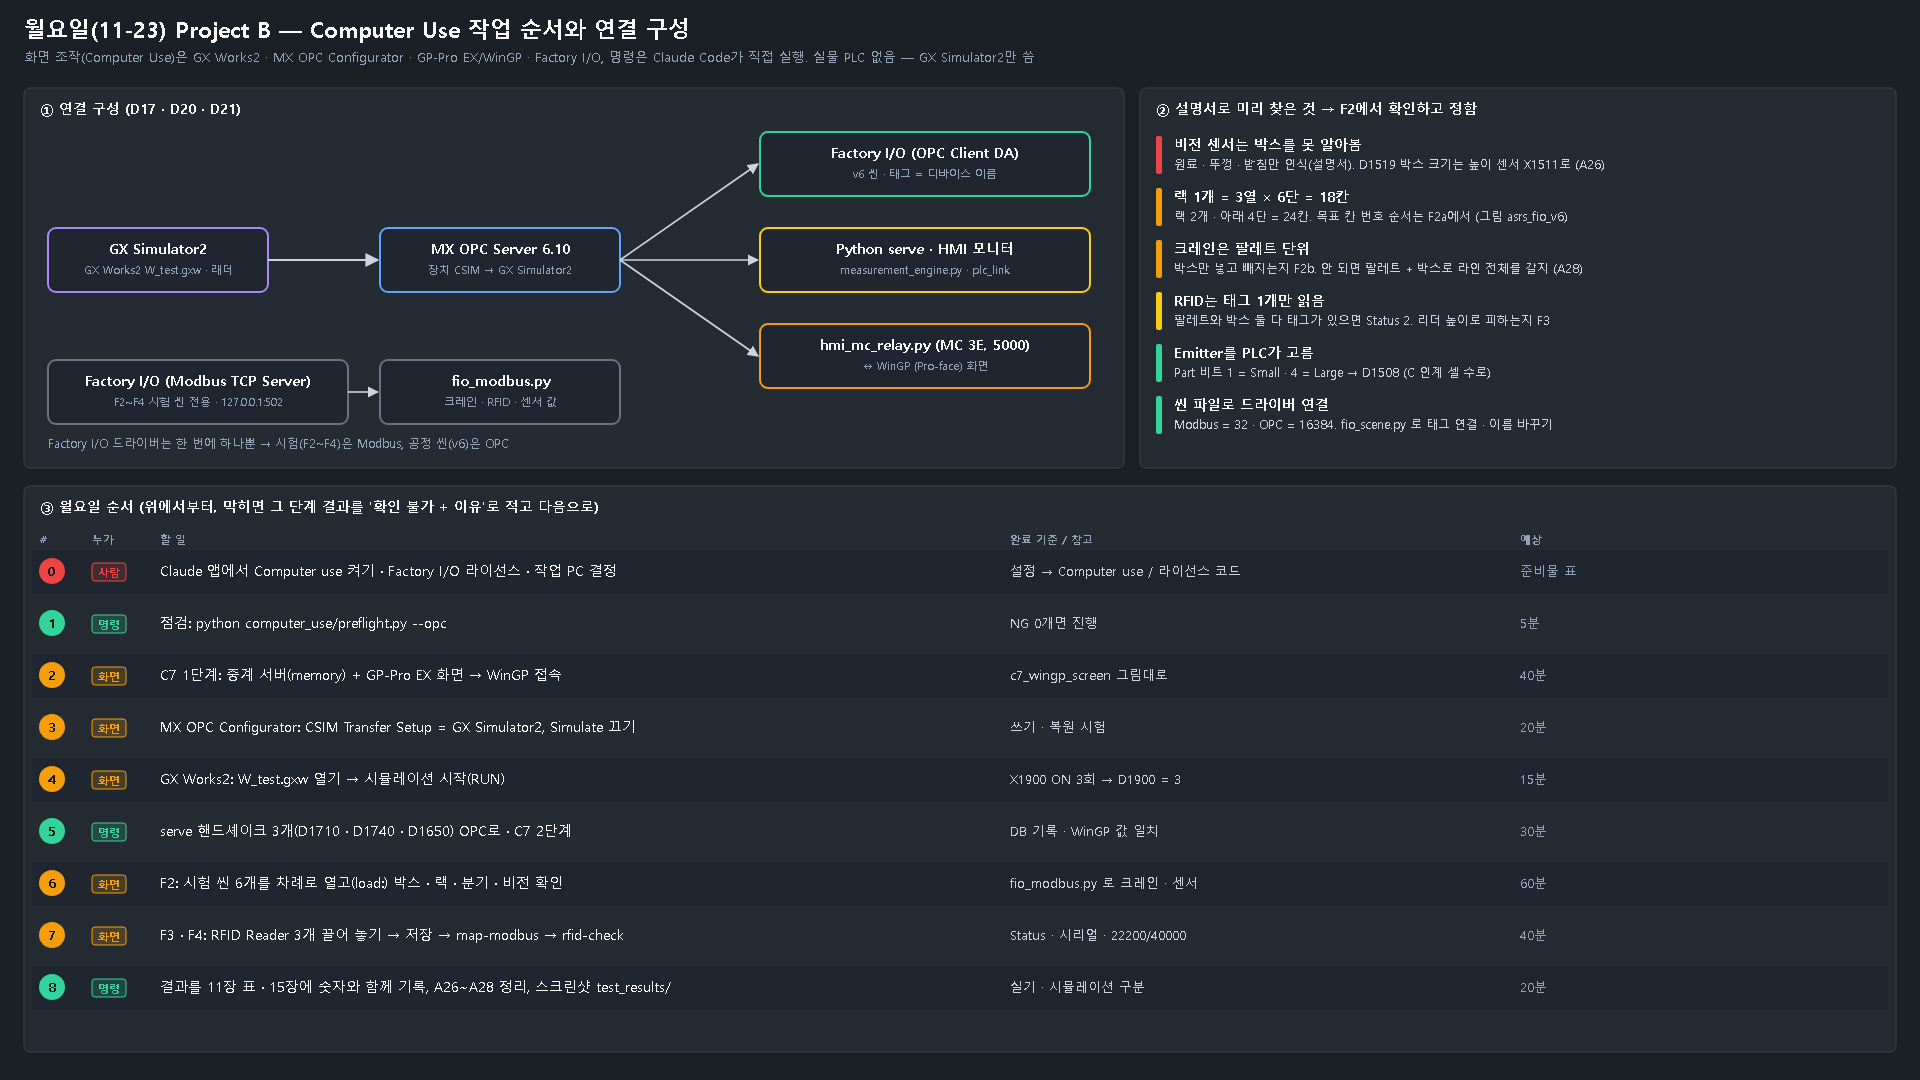 월요일(11-23) Project B — Computer Use 작업 순서와 연결 구성
화면 조작(Computer Use)은 GX Works2 · MX OPC Configurator · GP-Pro EX/WinGP · Factory I/O, 명령은 Claude Code가 직접 실행. 실물 PLC 없음 — GX Simulator2만 씀
① 연결 구성 (D17 · D20 · D21)
Factory I/O (OPC Client DA)
v6 씬 · 태그 = 디바이스 이름
GX Simulator2
GX Works2 W_test.gxw · 래더
MX OPC Server 6.10
장치 CSIM → GX Simulator2
Python serve · HMI 모니터
measurement_engine.py · plc_link
hmi_mc_relay.py (MC 3E, 5000)
↔ WinGP (Pro-face) 화면
Factory I/O (Modbus TCP Server)
F2~F4 시험 씬 전용 · 127.0.0.1:502
fio_modbus.py
크레인 · RFID · 센서 값
Factory I/O 드라이버는 한 번에 하나뿐 → 시험(F2~F4)은 Modbus, 공정 씬(v6)은 OPC
② 설명서로 미리 찾은 것 → F2에서 확인하고 정함
비전 센서는 박스를 못 알아봄
원료 · 뚜껑 · 받침만 인식(설명서). D1519 박스 크기는 높이 센서 X1511로 (A26)
랙 1개 = 3열 × 6단 = 18칸
랙 2개 · 아래 4단 = 24칸. 목표 칸 번호 순서는 F2a에서 (그림 asrs_fio_v6)
크레인은 팔레트 단위
박스만 넣고 빼지는지 F2b. 안 되면 팔레트 + 박스로 라인 전체를 갈지 (A28)
RFID는 태그 1개만 읽음
팔레트와 박스 둘 다 태그가 있으면 Status 2. 리더 높이로 피하는지 F3
Emitter를 PLC가 고름
Part 비트 1 = Small · 4 = Large → D1508 (C 인계 셀 수로)
씬 파일로 드라이버 연결
Modbus = 32 · OPC = 16384. fio_scene.py 로 태그 연결 · 이름 바꾸기
③ 월요일 순서 (위에서부터, 막히면 그 단계 결과를 '확인 불가 + 이유'로 적고 다음으로)
# 누가 할 일 완료 기준 / 참고 예상
0 사람 Claude 앱에서 Computer use 켜기 · Factory I/O 라이선스 · 작업 PC 결정 설정 → Computer use / 라이선스 코드 준비물 표
1 명령 점검: python computer_use/preflight.py --opc NG 0개면 진행 5분
2 화면 C7 1단계: 중계 서버(memory) + GP-Pro EX 화면 → WinGP 접속 c7_wingp_screen 그림대로 40분
3 화면 MX OPC Configurator: CSIM Transfer Setup = GX Simulator2, Simulate 끄기 쓰기 · 복원 시험 20분
4 화면 GX Works2: W_test.gxw 열기 → 시뮬레이션 시작(RUN) X1900 ON 3회 → D1900 = 3 15분
5 명령 serve 핸드셰이크 3개(D1710 · D1740 · D1650) OPC로 · C7 2단계 DB 기록 · WinGP 값 일치 30분
6 화면 F2: 시험 씬 6개를 차례로 열고(load:) 박스 · 랙 · 분기 · 비전 확인 fio_modbus.py 로 크레인 · 센서 60분
7 화면 F3 · F4: RFID Reader 3개 끌어 놓기 → 저장 → map-modbus → rfid-check Status · 시리얼 · 22200/40000 40분
8 명령 결과를 11장 표 · 15장에 숫자와 함께 기록, A26~A28 정리, 스크린샷 test_results/ 실기 · 시뮬레이션 구분 20분